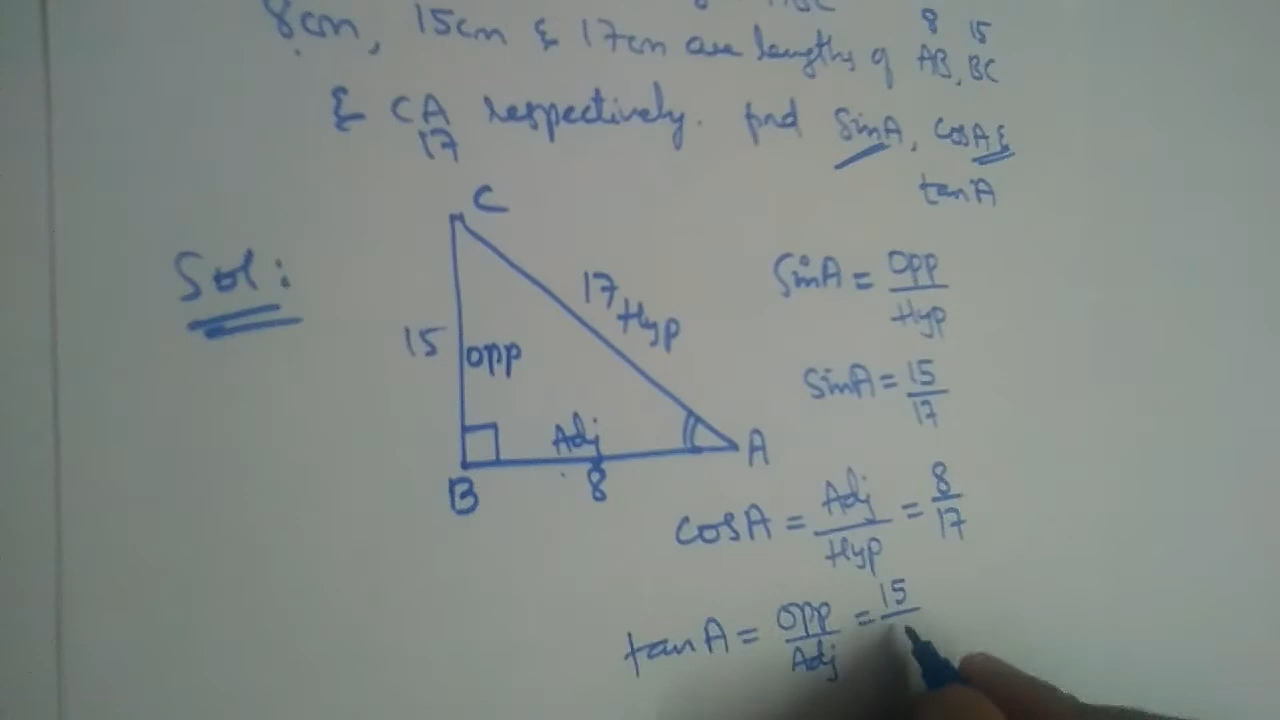 8 15
8cm, 15cm & 17cm are lengths of AB, BC
& CA respectively. find SinA, cosA &
17
tanA
C
Sol:
17 Hyp
15 opp
Adj
B 8 A
SinA = opp/Hyp
SinA = 15/17
cosA = Adj/Hyp = 8/17
tanA = opp/Adj = 15/